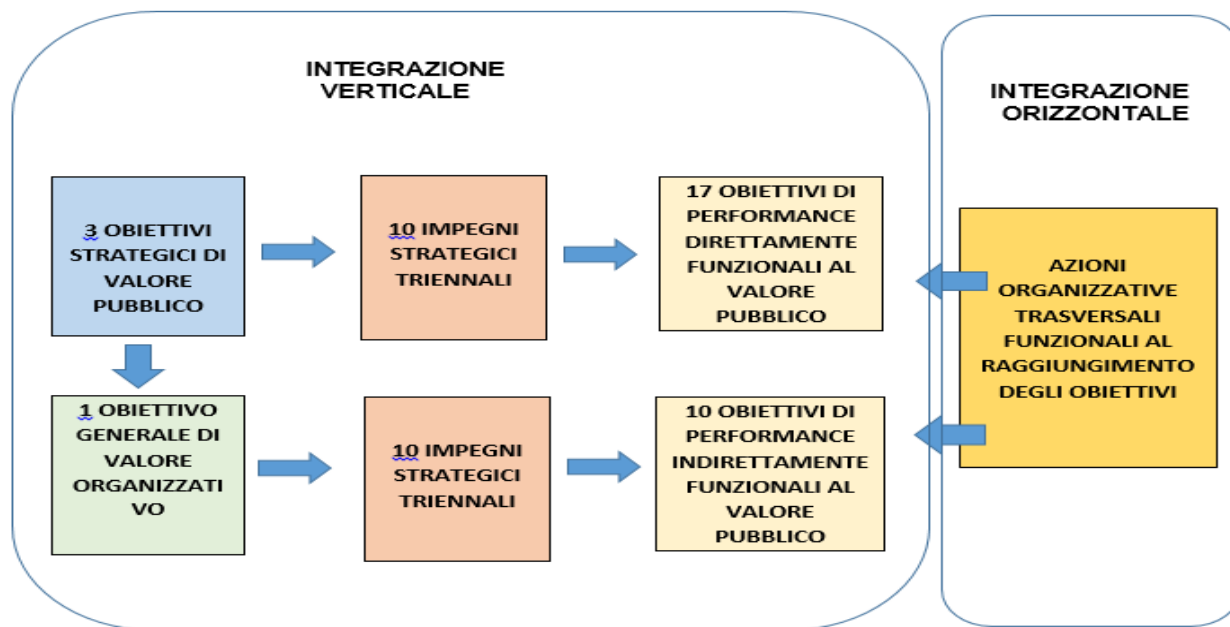 INTEGRAZIONE
VERTICALE
INTEGRAZIONE
ORIZZONTALE
3 OBIETTIVI
STRATEGICI DI
VALORE
PUBBLICO
10 IMPEGNI
STRATEGICI
TRIENNALI
17 OBIETTIVI DI
PERFORMANCE
DIRETTAMENTE
FUNZIONALI AL
VALORE
PUBBLICO
1 OBIETTIVO
GENERALE DI
VALORE
ORGANIZZATI
VO
10 IMPEGNI
STRATEGICI
TRIENNALI
10 OBIETTIVI DI
PERFORMANCE
INDIRETTAMENTE
FUNZIONALI AL
VALORE
PUBBLICO
AZIONI
ORGANIZZATIVE
TRASVERSALI
FUNZIONALI AL
RAGGIUNGIMENTO
DEGLI OBIETTIVI